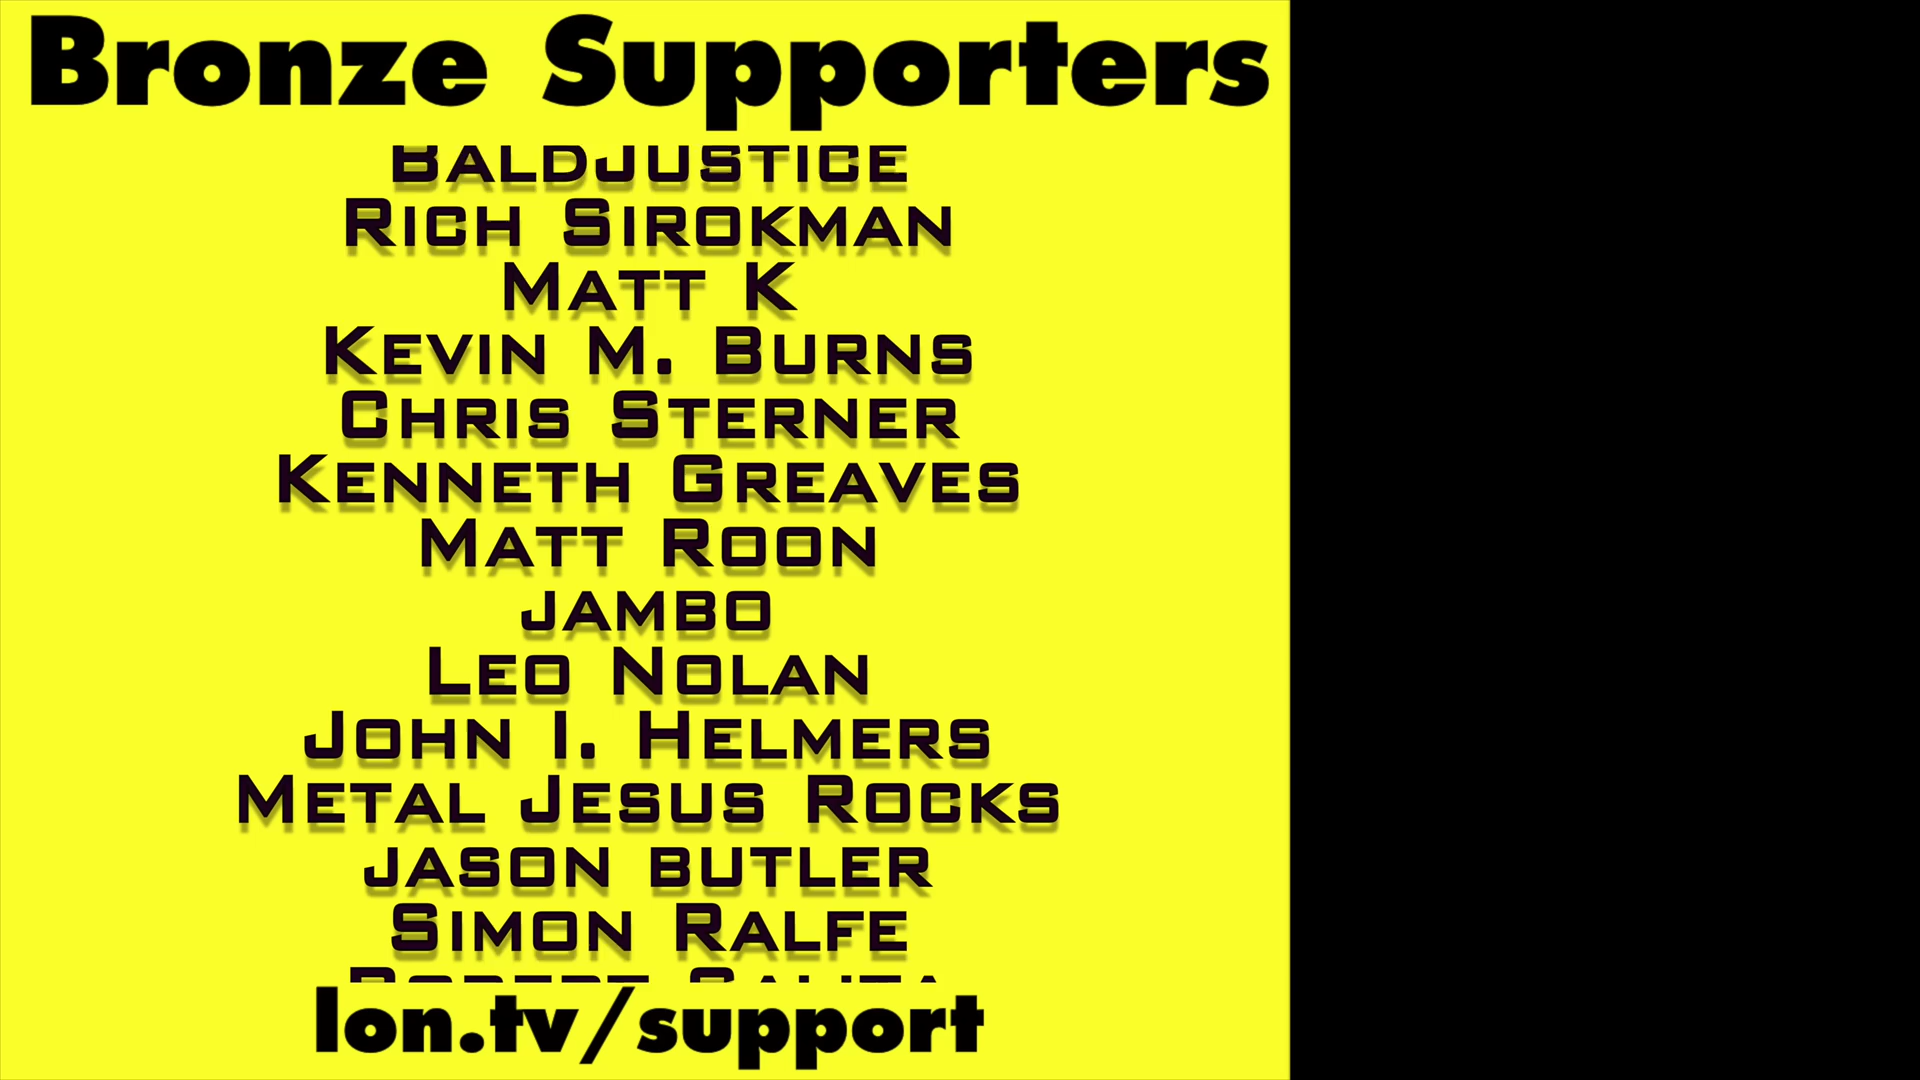 Bronze Supporters
BALDJUSTICE
RICH SIROKMAN
MATT K
KEVIN M. BURNS
CHRIS STERNER
KENNETH GREAVES
MATT ROON
JAMBO
LEO NOLAN
JOHN I. HELMERS
METAL JESUS ROCKS
JASON BUTLER
SIMON RALFE
lon.tv/support